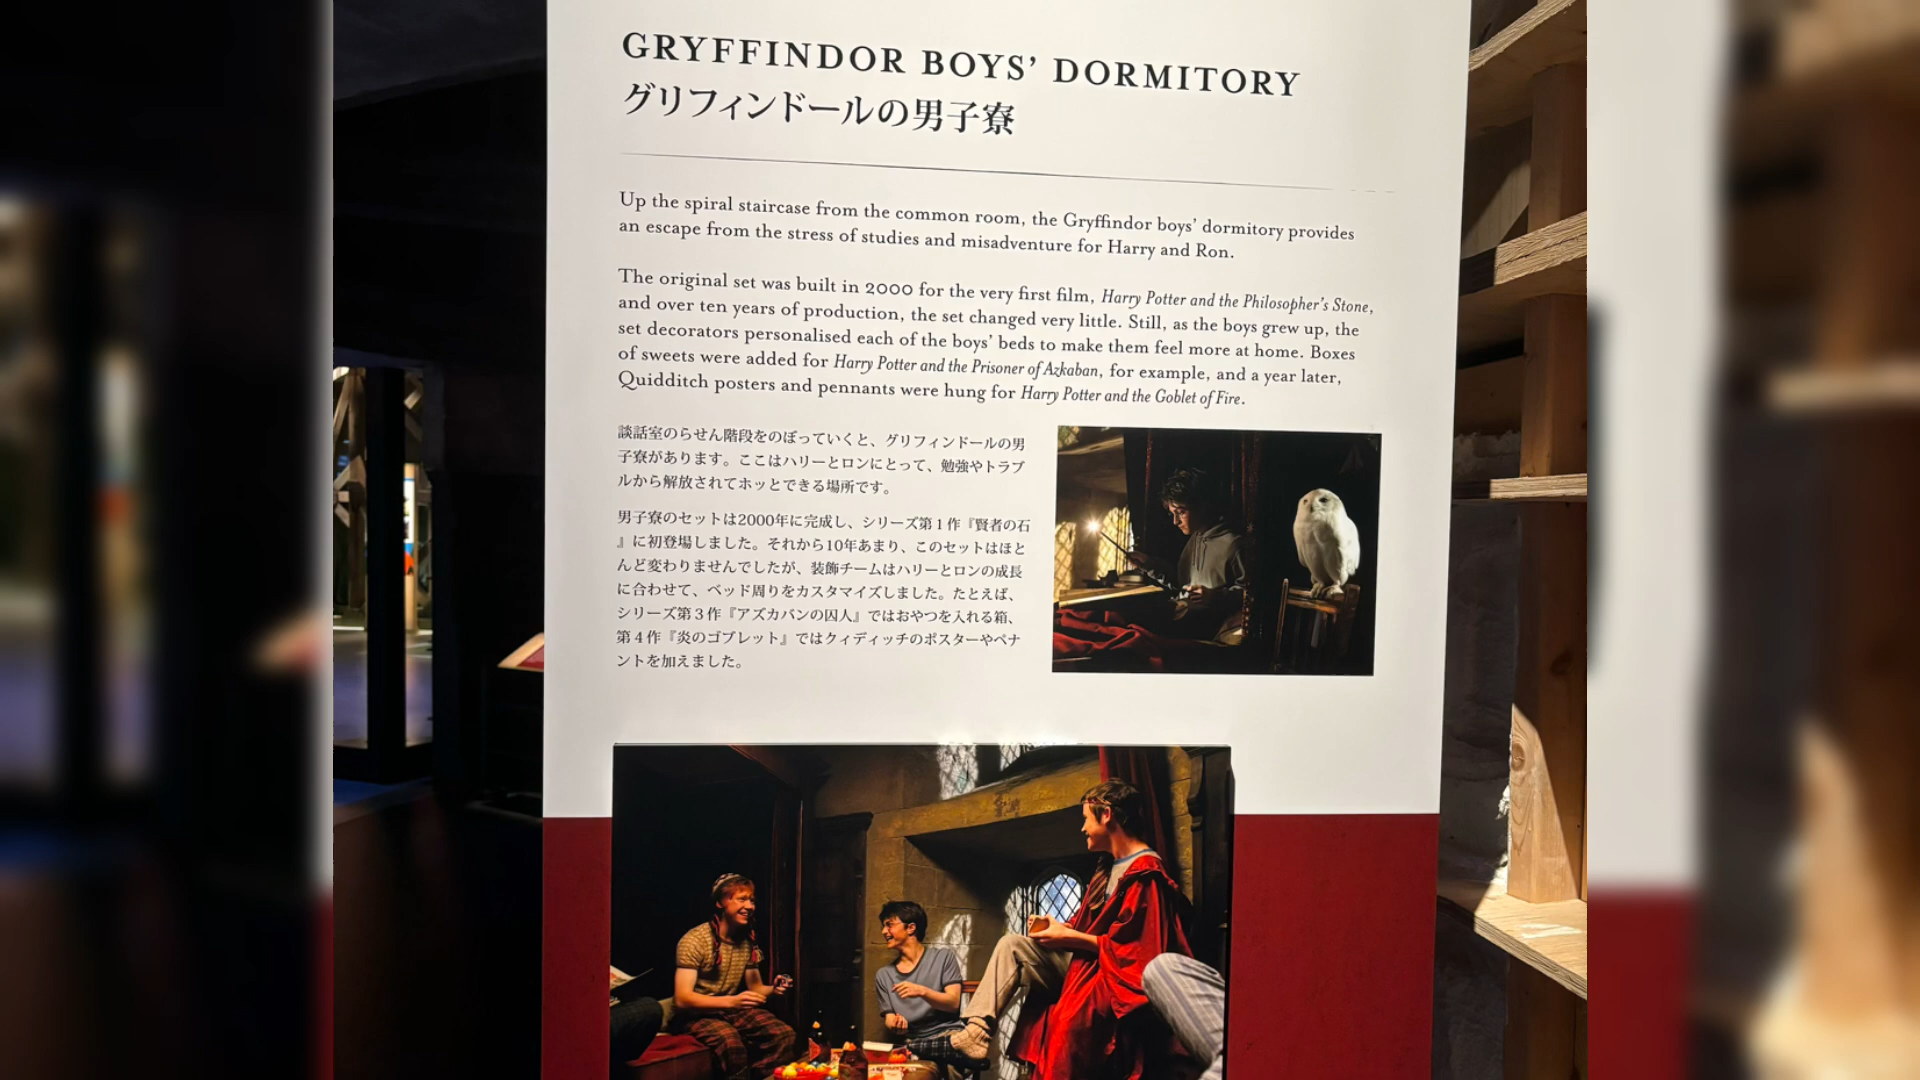 GRYFFINDOR BOYS’ DORMITORY
グリフィンドールの男子寮
Up the spiral staircase from the common room, the Gryffindor boys’ dormitory provides
an escape from the stress of studies and misadventure for Harry and Ron.
The original set was built in 2000 for the very first film, Harry Potter and the Philosopher’s Stone,
and over ten years of production, the set changed very little. Still, as the boys grew up, the
set decorators personalised each of the boys’ beds to make them feel more at home. Boxes
of sweets were added for Harry Potter and the Prisoner of Azkaban, for example, and a year later,
Quidditch posters and pennants were hung for Harry Potter and the Goblet of Fire.
談話室のらせん階段をのぼっていくと、グリフィンドールの男
子寮があります。ここはハリーとロンにとって、勉強やトラブ
ルから解放されてホッとできる場所です。
男子寮のセットは2000年に完成し、シリーズ第1作『賢者の石
』に初登場しました。それから10年あまり、このセットはほと
んど変わりませんでしたが、装飾チームはハリーとロンの成長
に合わせて、ベッド周りをカスタマイズしました。たとえば、
シリーズ第3作『アズカバンの囚人』ではおやつを入れる箱、
第4作『炎のゴブレット』ではクィディッチのポスターやペナ
ントを加えました。